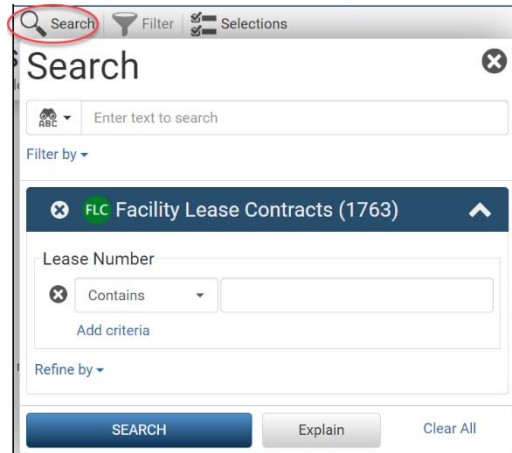 Search Filter Selections
Search
ABC Enter text to search
Filter by
FLC Facility Lease Contracts (1763)
Lease Number
Contains
Add criteria
Refine by
SEARCH Explain Clear All